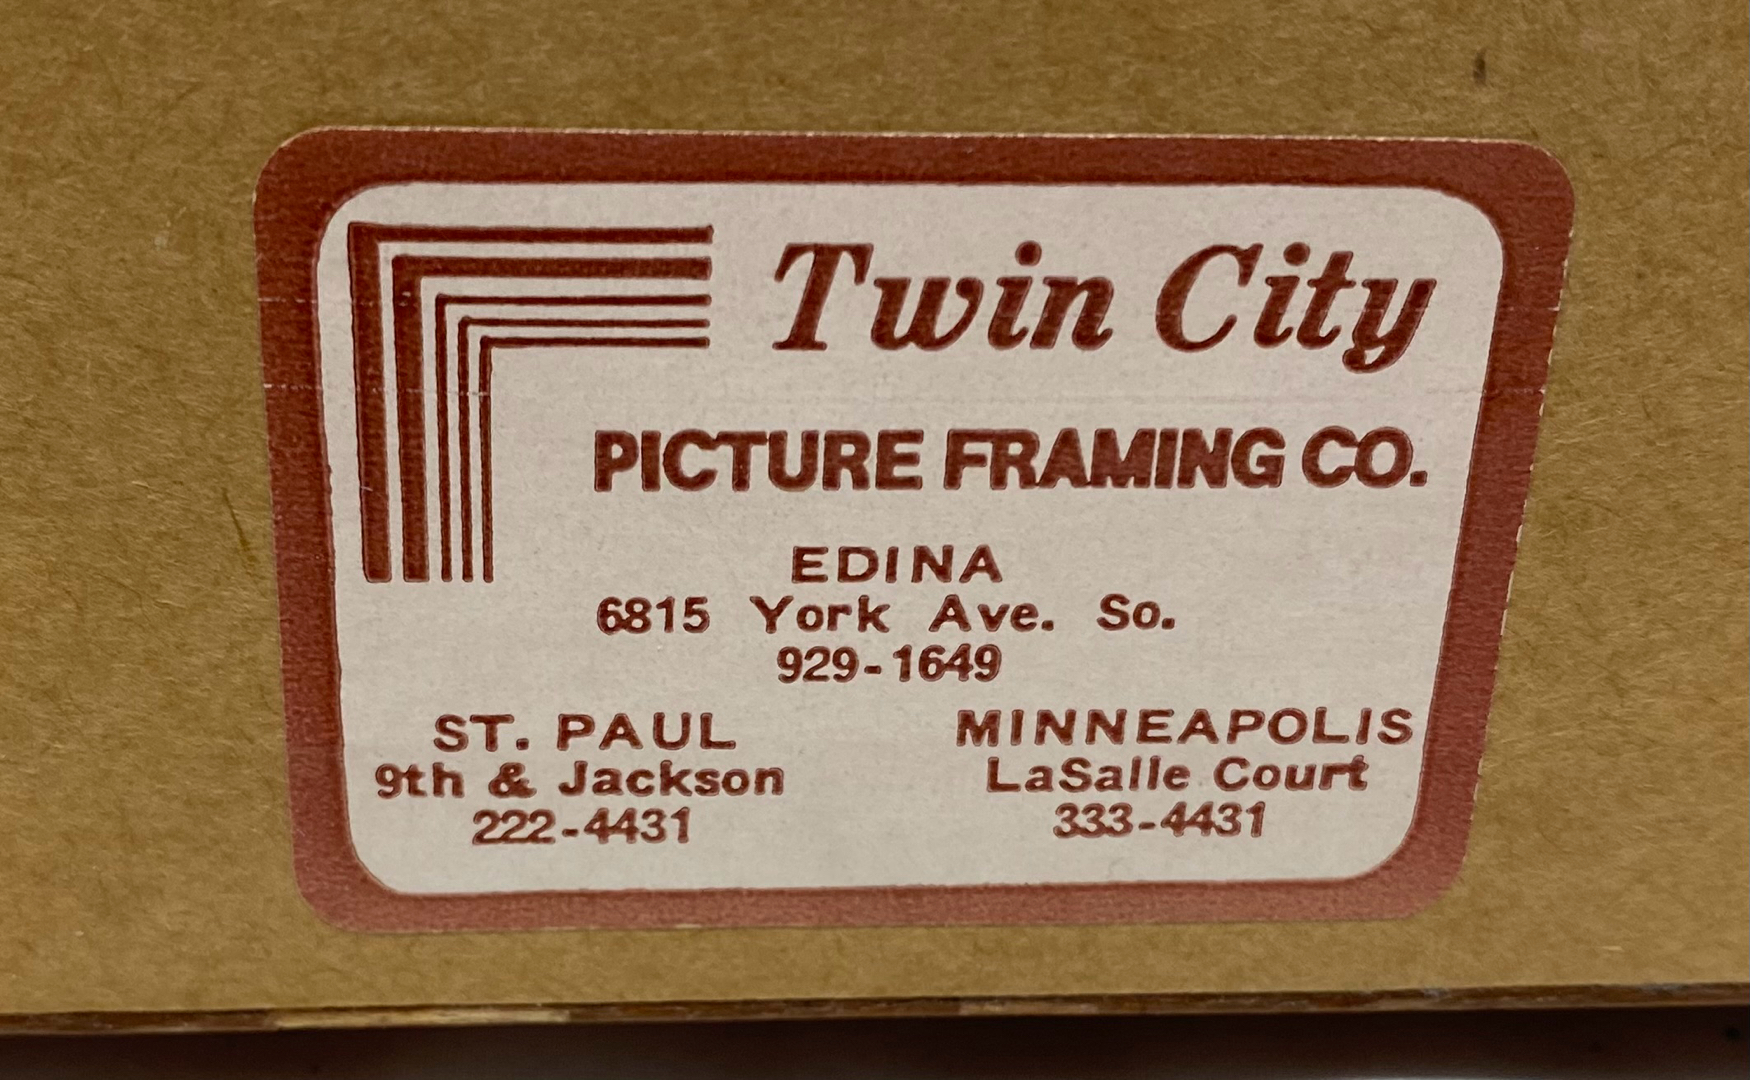 Twin City
PICTURE FRAMING CO.
EDINA
6815 York Ave. So.
929-1649
ST. PAUL
9th & Jackson
222-4431
MINNEAPOLIS
LaSalle Court
333-4431